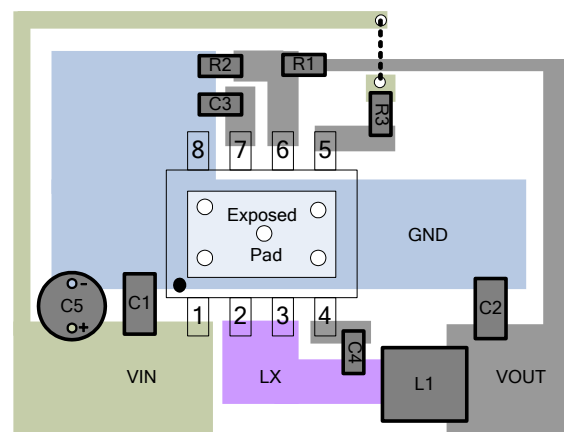 R2
R1
C3
R3
8 7 6 5
Exposed
Pad
GND
C5
-
+
C1
C2
1 2 3 4
C4
VIN
LX
L1
VOUT